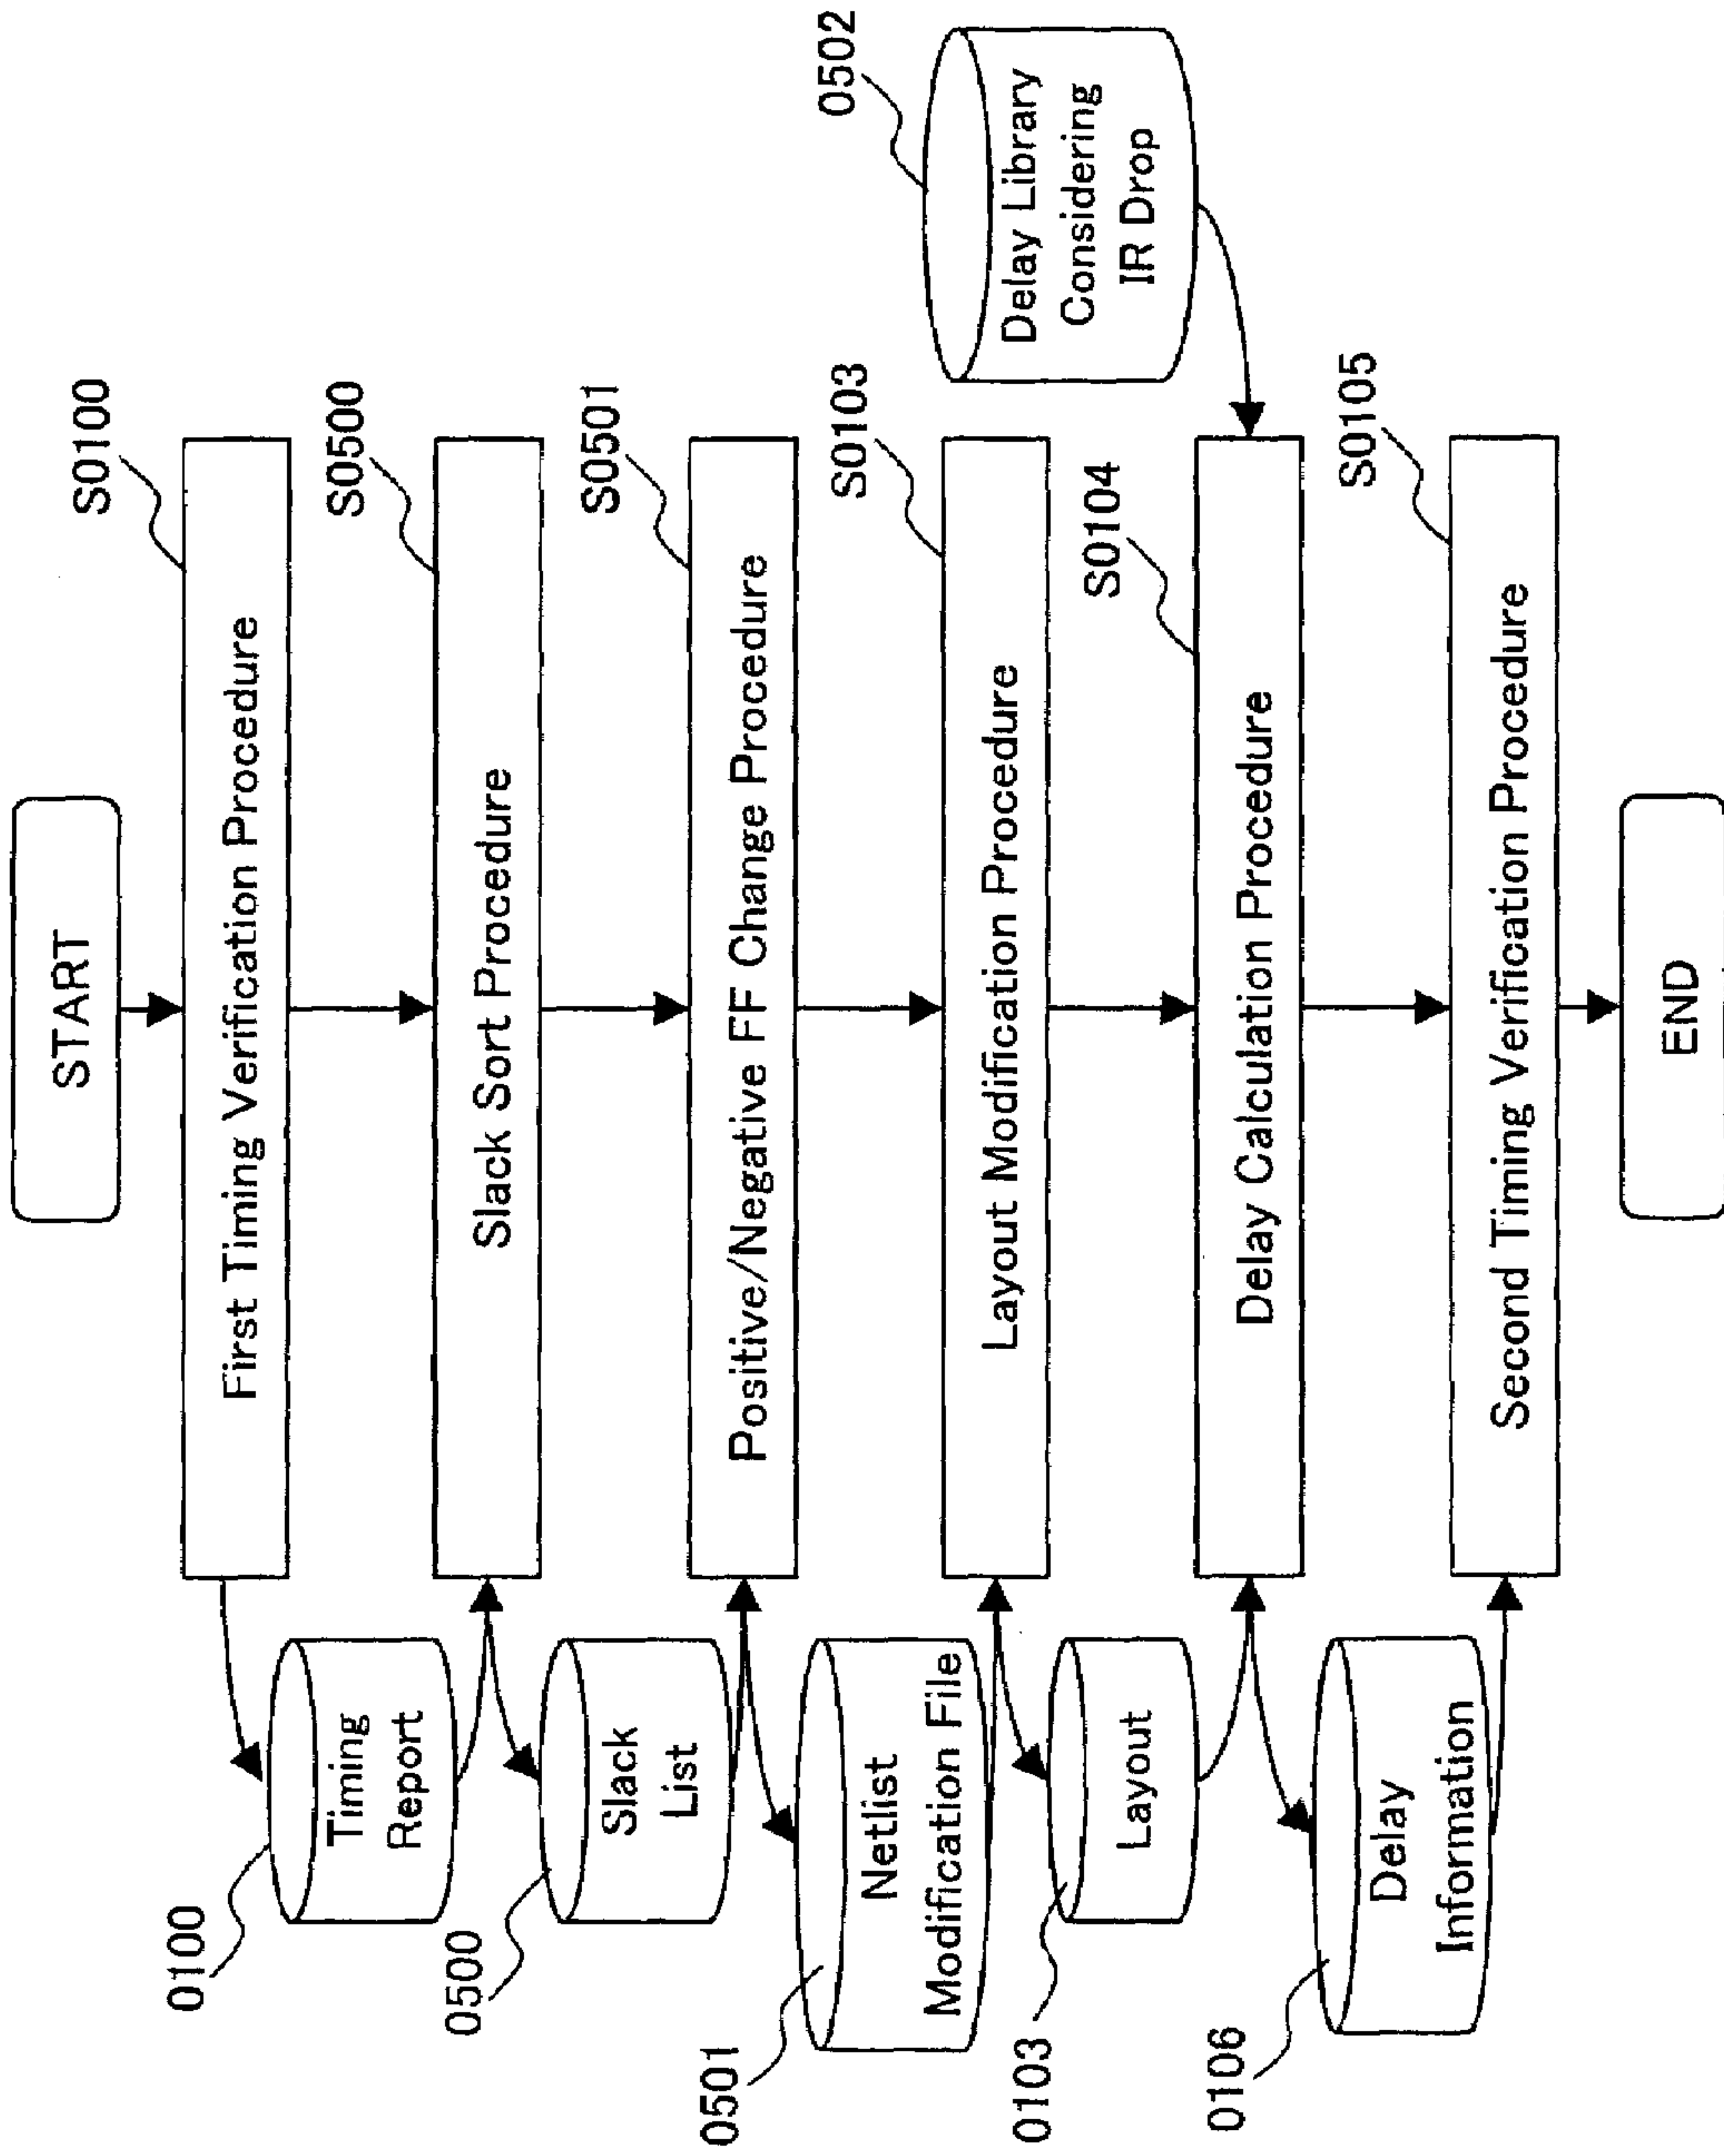 START
S0100
First Timing Verification Procedure
0100
Timing
Report
S0500
Slack Sort Procedure
0500
Slack
List
S0501
Positive/Negative FF Change Procedure
0501
Netlist
Modification File
S0103
Layout Modification Procedure
0103
Layout
0502
Delay Library
Considering
IR Drop
S0104
Delay Calculation Procedure
0106
Delay
Information
S0105
Second Timing Verification Procedure
END